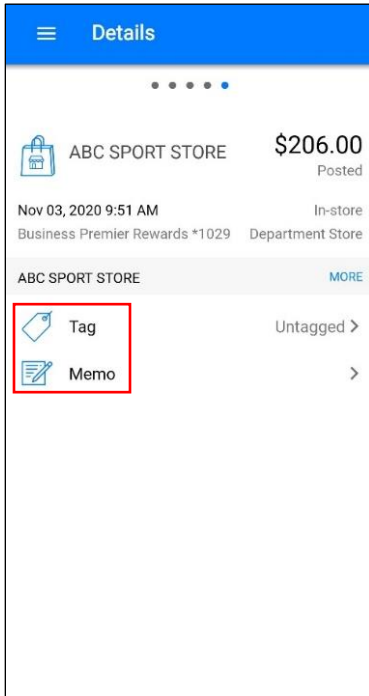 Details
ABC SPORT STORE $206.00
Posted
Nov 03, 2020 9:51 AM In-store
Business Premier Rewards *1029 Department Store
ABC SPORT STORE MORE
Tag Untagged >
Memo >